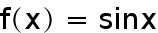 f(x) = sinx